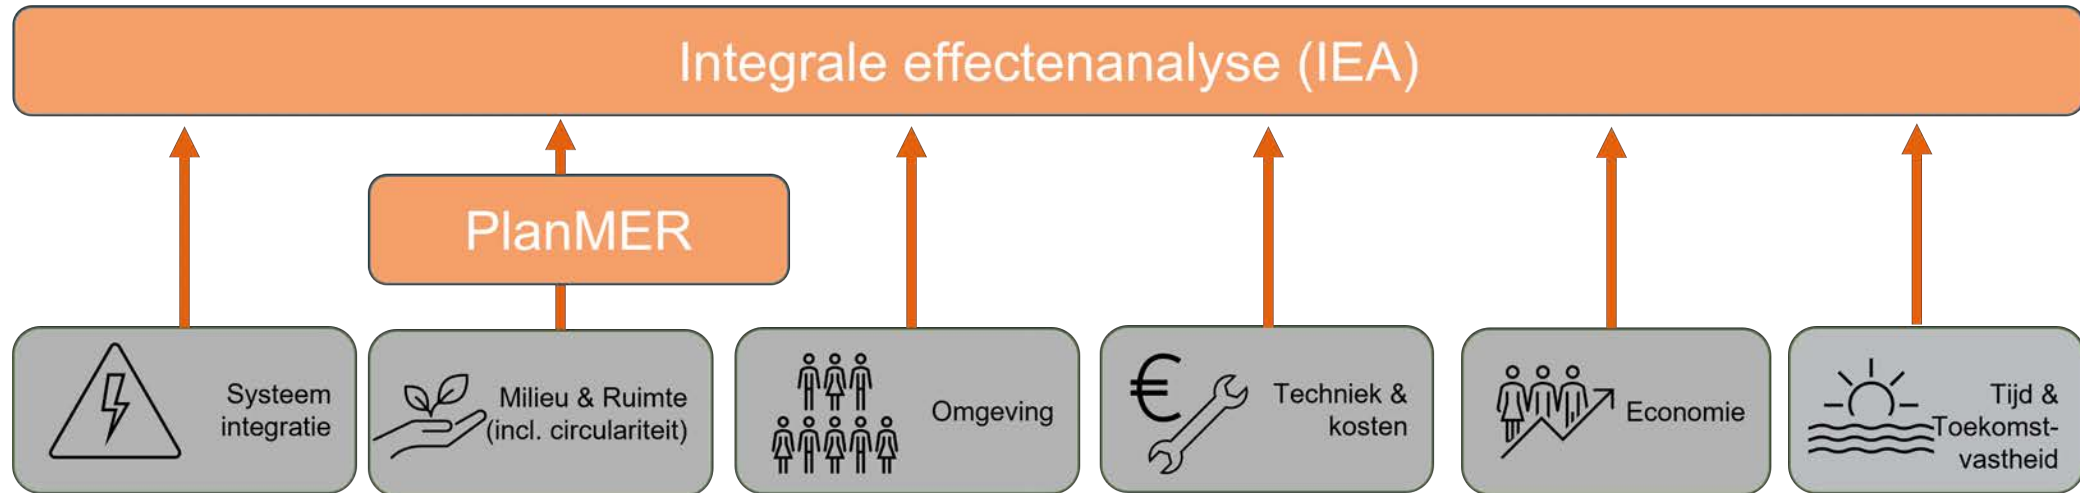 Integrale effectenanalyse (IEA)
PlanMER
Systeem
integratie
Milieu & Ruimte
(incl. circulariteit)
Omgeving
€
Techniek &
kosten
Economie
Tijd &
Toekomst-
vastheid